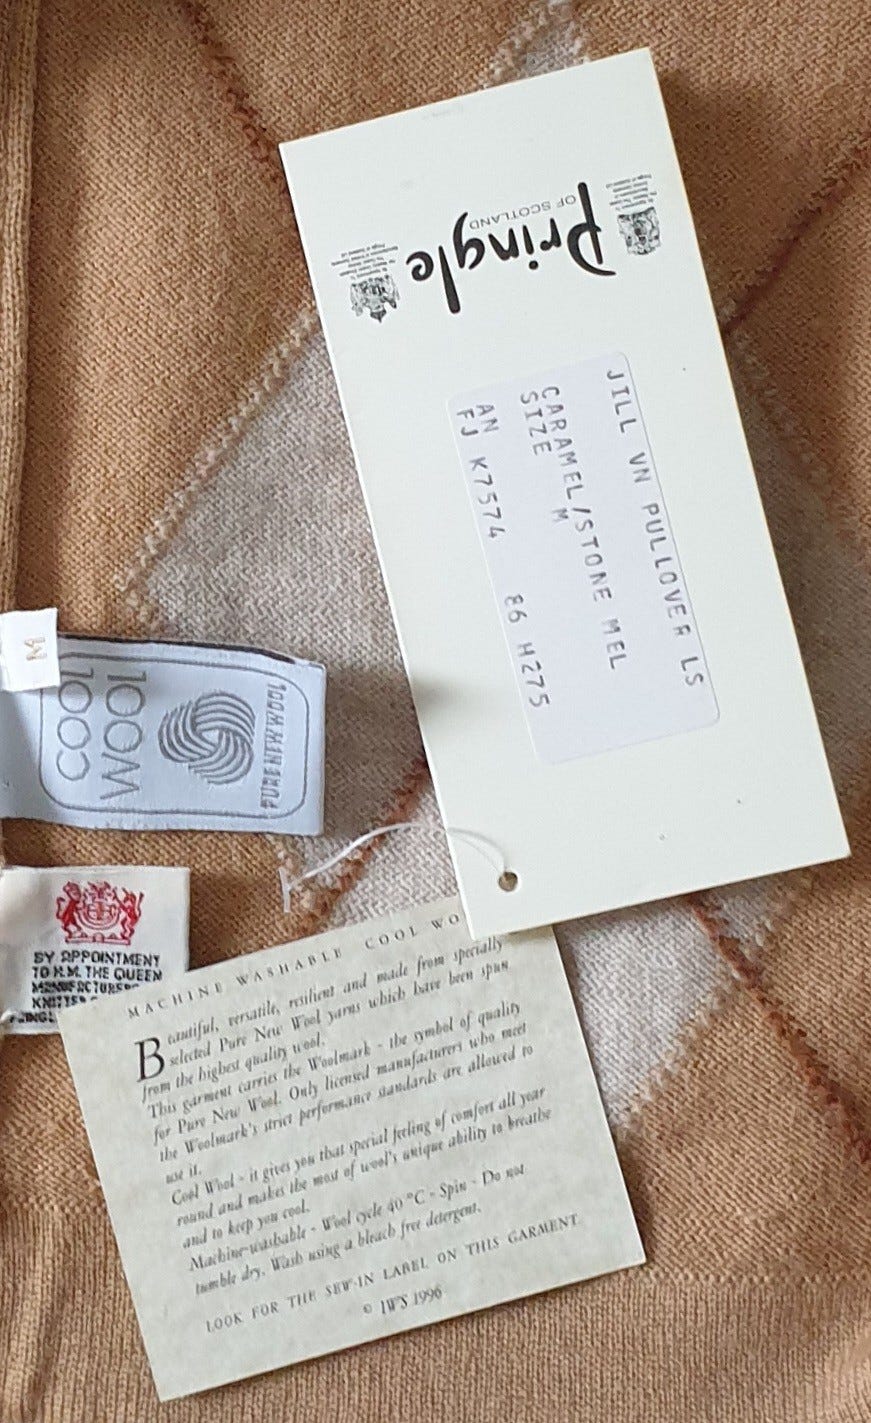 Pringle
OF SCOTLAND
JILL VN PULLOVER LS
CARAMEL/STONE MEL
SIZE M
AN K7574 86 H275
FJ
M
COOL
WOOL
PURE NEW WOOL
BY APPOINTMENT
TO H.M. THE QUEEN
MANUFACTURERS
MACHINE WASHABLE COOL WO
Beautiful, versatile, resilient and made from specially
selected Pure New Wool yarns which have been spun
from the highest quality wool.
This garment carries the Woolmark - the symbol of quality
for Pure New Wool. Only licensed manufacturers who meet
the Woolmark's strict performance standards are allowed to
use it.
Cool Wool - it gives you that special feeling of comfort all year
round and makes the most of wool's unique ability to breathe
and to keep you cool.
Machine-washable - Wool cycle 40 °C - Spin - Do not
tumble dry. Wash using a bleach free detergent.
LOOK FOR THE SEW-IN LABEL ON THIS GARMENT
© IWS 1996